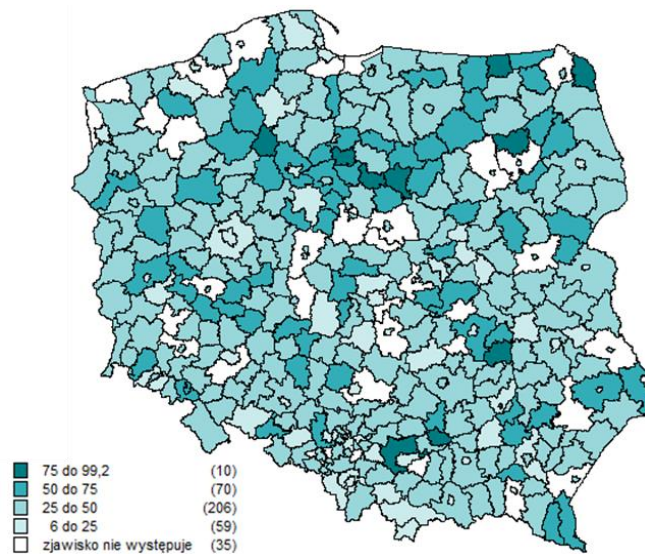 75 do 99,2 (10)
50 do 75 (70)
25 do 50 (206)
6 do 25 (59)
zjawisko nie występuje (35)